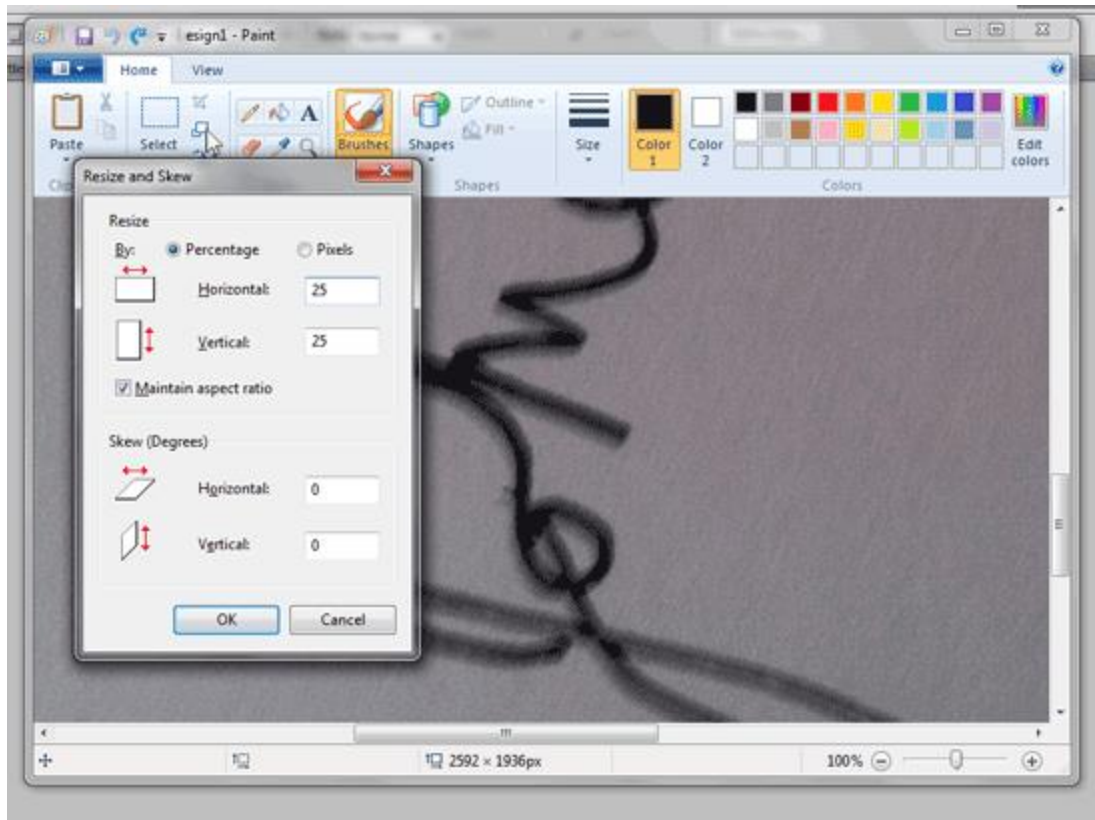 esign1 - Paint
Home View
Paste
Select
Brushes
Shapes
Outline
Fill
Size
Color 1
Color 2
Edit colors
Shapes
Colors
Resize and Skew
Resize
By: Percentage Pixels
Horizontal: 25
Vertical: 25
Maintain aspect ratio
Skew (Degrees)
Horizontal: 0
Vertical: 0
OK Cancel
2592 × 1936px
100%